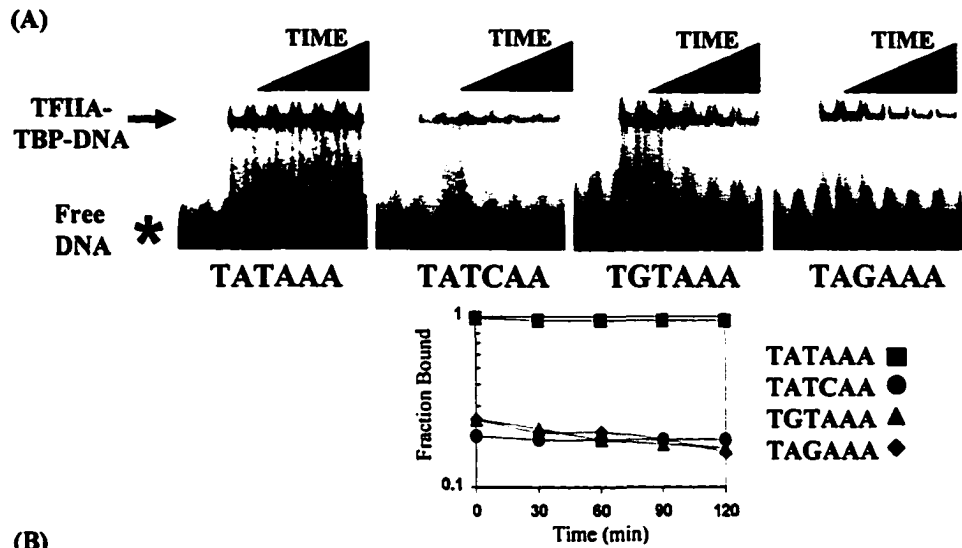 (A)
TIME TIME TIME TIME
TFIIA-
TBP-DNA
Free
DNA *
TATAAA TATCAA TGTAAA TAGAAA
1
Fraction Bound
0.1
0 30 60 90 120
Time (min)
TATAAA
TATCAA
TGTAAA
TAGAAA
(B)